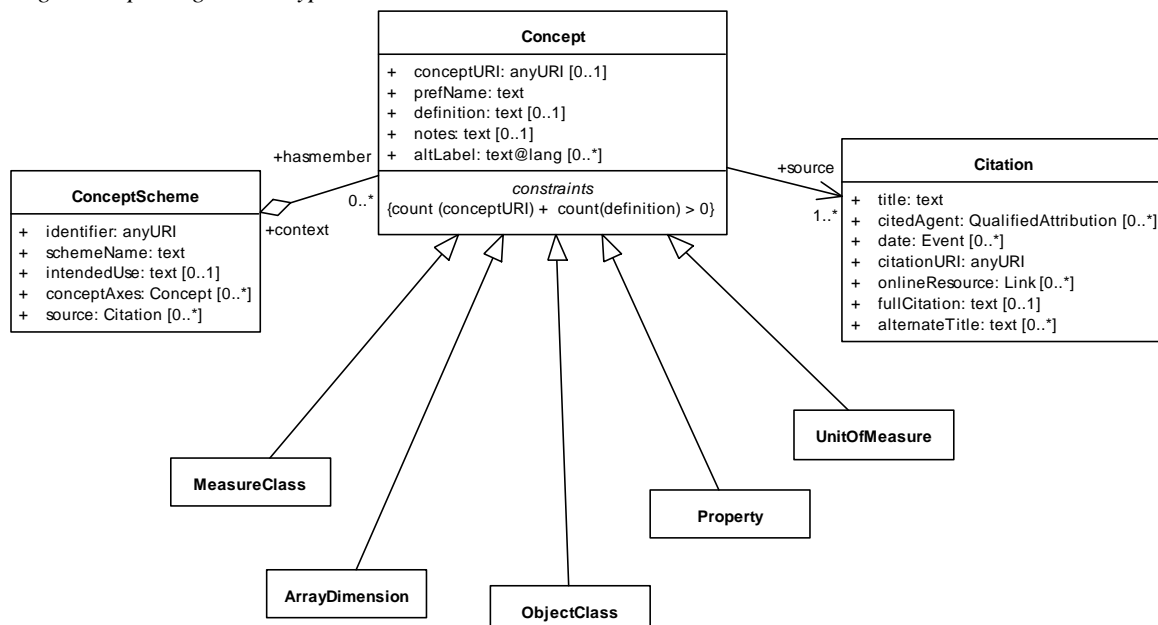 Concept
+ conceptURI: anyURI [0..1]
+ prefName: text
+ definition: text [0..1]
+ notes: text [0..1]
+ altLabel: text@lang [0..*]
constraints
{count (conceptURI) + count(definition) > 0}
+hasmember
0..*
+context
ConceptScheme
+ identifier: anyURI
+ schemeName: text
+ intendedUse: text [0..1]
+ conceptAxes: Concept [0..*]
+ source: Citation [0..*]
+source
1..*
Citation
+ title: text
+ citedAgent: QualifiedAttribution [0..*]
+ date: Event [0..*]
+ citationURI: anyURI
+ onlineResource: Link [0..*]
+ fullCitation: text [0..1]
+ alternateTitle: text [0..*]
UnitOfMeasure
MeasureClass
Property
ArrayDimension
ObjectClass